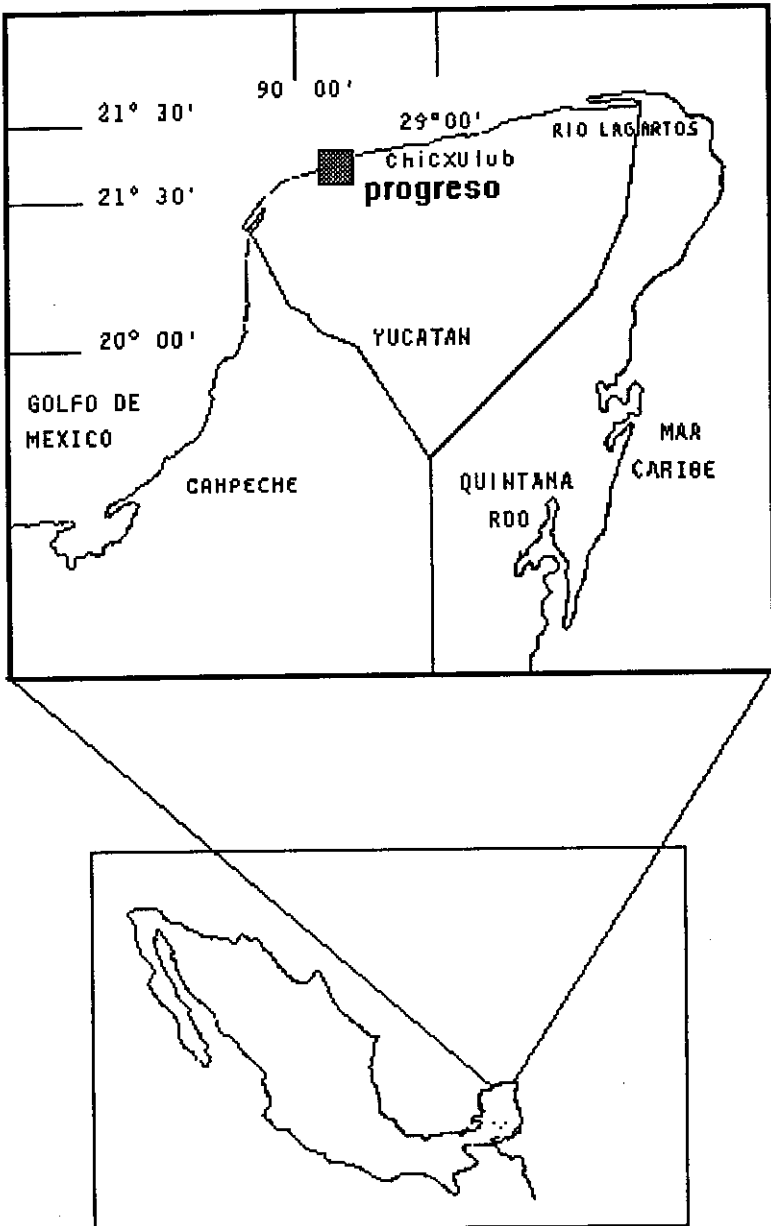 90 00'
21° 30'
29°00'
RIO LAGARTOS
ChicXUlub
progreso
21° 30'
20° 00'
YUCATAN
GOLFO DE
MEXICO
MAR
CARIBE
CAMPECHE
QUINTANA
ROO